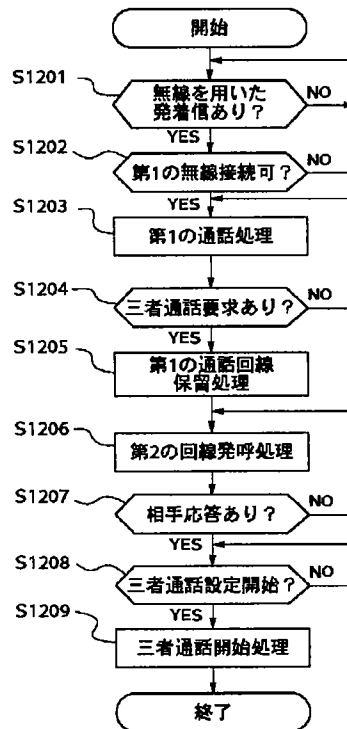 開始
S1201
無線を用いた
発着信あり?
NO
YES
S1202
第1の無線接続可?
NO
YES
S1203
第1の通話処理
S1204
三者通話要求あり?
NO
YES
S1205
第1の通話回線
保留処理
S1206
第2の回線発呼処理
S1207
相手応答あり?
NO
YES
S1208
三者通話設定開始?
NO
YES
S1209
三者通話開始処理
終了